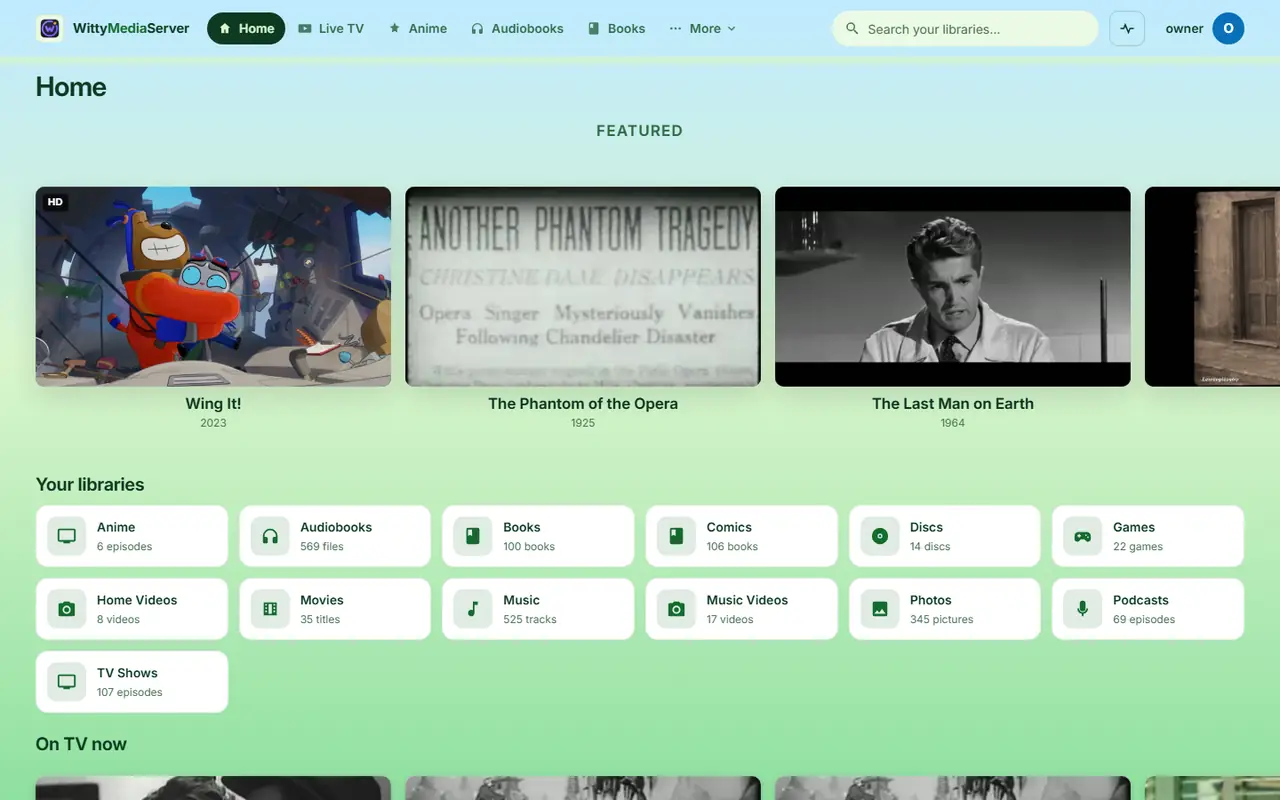 WittyMediaServer
Home
Live TV
Anime
Audiobooks
Books
More
Search your libraries...
owner
O
Home
FEATURED
HD
ANOTHER PHANTOM TRAGEDY
CHRISTINE DAAE DISAPPEARS
Opera Singer Mysteriously Vanishes
Following Chandelier Disaster
Wing It!
2023
The Phantom of the Opera
1925
The Last Man on Earth
1964
Your libraries
Anime
6 episodes
Audiobooks
569 files
Books
100 books
Comics
106 books
Discs
14 discs
Games
22 games
Home Videos
8 videos
Movies
35 titles
Music
525 tracks
Music Videos
17 videos
Photos
345 pictures
Podcasts
69 episodes
TV Shows
107 episodes
On TV now